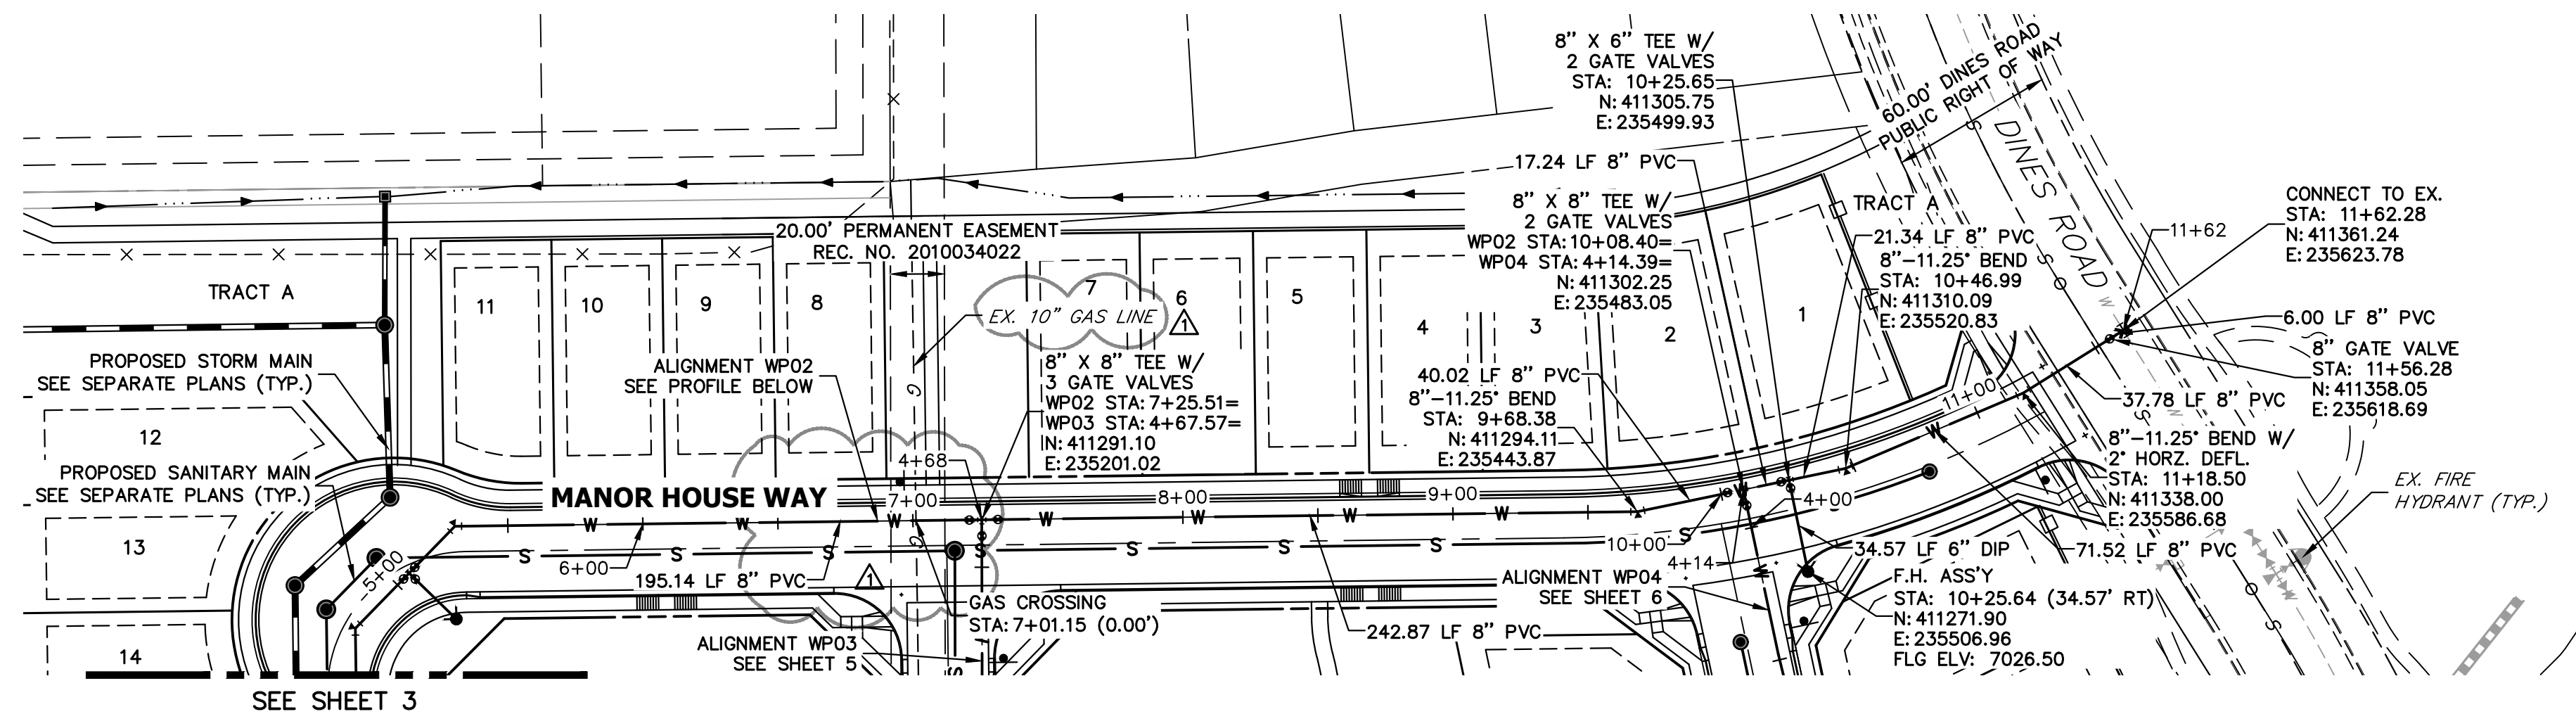 8" X 6" TEE W/
2 GATE VALVES
STA: 10+25.65
N: 411305.75
E: 235499.93
17.24 LF 8" PVC
8" X 8" TEE W/
2 GATE VALVES
WP02 STA: 10+08.40=
WP04 STA: 4+14.39=
N: 411302.25
E: 235483.05
60.00' DINES ROAD
PUBLIC RIGHT OF WAY
DINES ROAD
S
S
W
CONNECT TO EX.
STA: 11+62.28
N: 411361.24
E: 235623.78
11+62
TRACT A
21.34 LF 8" PVC
8"-11.25° BEND
STA: 10+46.99
N: 411310.09
E: 235520.83
6.00 LF 8" PVC
8" GATE VALVE
STA: 11+56.28
N: 411358.05
E: 235618.69
37.78 LF 8" PVC
8"-11.25° BEND W/
2° HORZ. DEFL.
STA: 11+18.50
N: 411338.00
E: 235586.68
EX. FIRE
HYDRANT (TYP.)
20.00' PERMANENT EASEMENT
REC. NO. 2010034022
TRACT A
11
10
9
8
7
6
5
4
3
2
1
EX. 10" GAS LINE
1
PROPOSED STORM MAIN
SEE SEPARATE PLANS (TYP.)
ALIGNMENT WP02
SEE PROFILE BELOW
8" X 8" TEE W/
3 GATE VALVES
WP02 STA: 7+25.51=
WP03 STA: 4+67.57=
N: 411291.10
E: 235201.02
40.02 LF 8" PVC
8"-11.25° BEND
STA: 9+68.38
N: 411294.11
E: 235443.87
12
PROPOSED SANITARY MAIN
SEE SEPARATE PLANS (TYP.)
4+68
MANOR HOUSE WAY
7+00
8+00
9+00
4+00
11+00
W
W
W
W
W
W
W
W
W
S
S
S
S
S
S
S
S
G
G
13
5+00
6+00
195.14 LF 8" PVC
1
10+00
4+14
34.57 LF 6" DIP
71.52 LF 8" PVC
F.H. ASS'Y
STA: 10+25.64 (34.57' RT)
N: 411271.90
E: 235506.96
FLG ELV: 7026.50
ALIGNMENT WP04
SEE SHEET 6
GAS CROSSING
STA: 7+01.15 (0.00')
242.87 LF 8" PVC
ALIGNMENT WP03
SEE SHEET 5
14
SEE SHEET 3